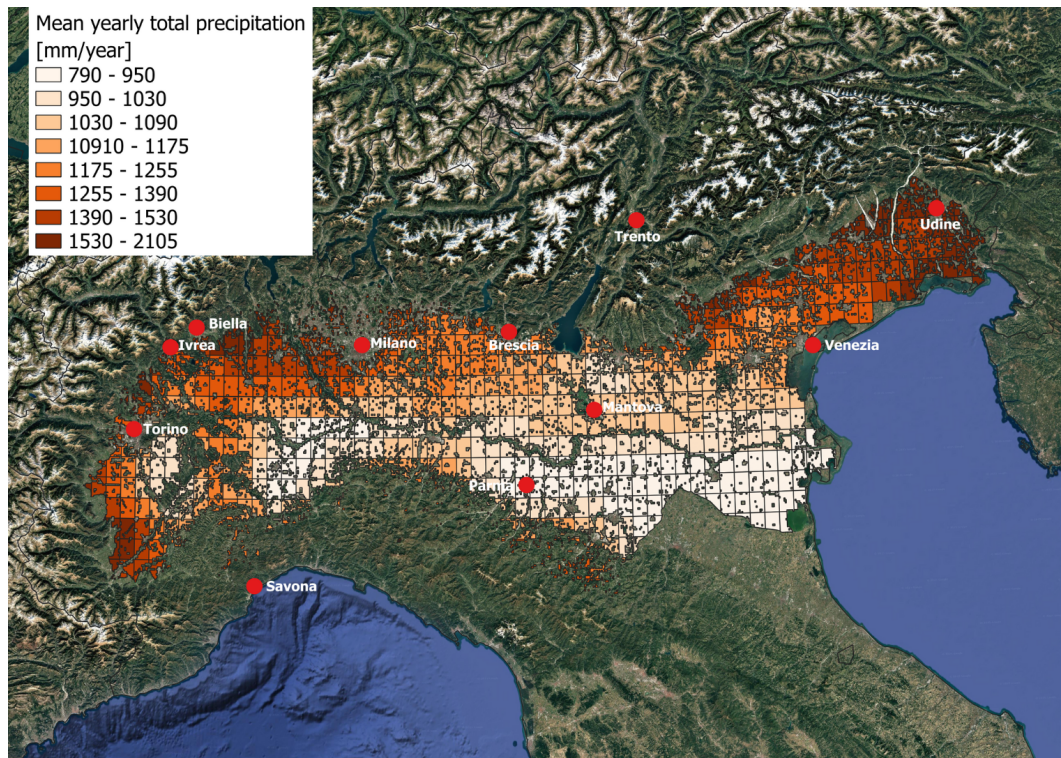 Mean yearly total precipitation
[mm/year]
790 - 950
950 - 1030
1030 - 1090
10910 - 1175
1175 - 1255
1255 - 1390
1390 - 1530
1530 - 2105
Udine
Trento
Biella
Ivrea
Milano
Brescia
Venezia
Mantova
Torino
Parma
Savona